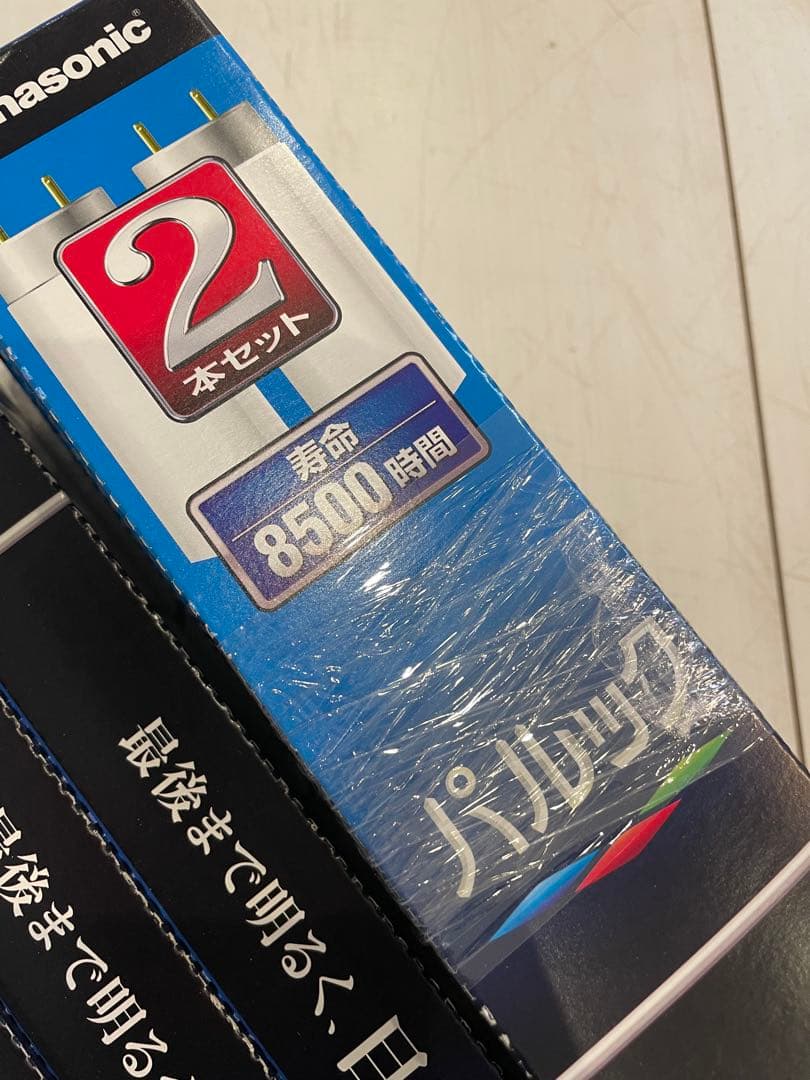 nasonic
2
本セット
寿命
8500時間
パルック
最後まで明るく、目
最後まで明るく